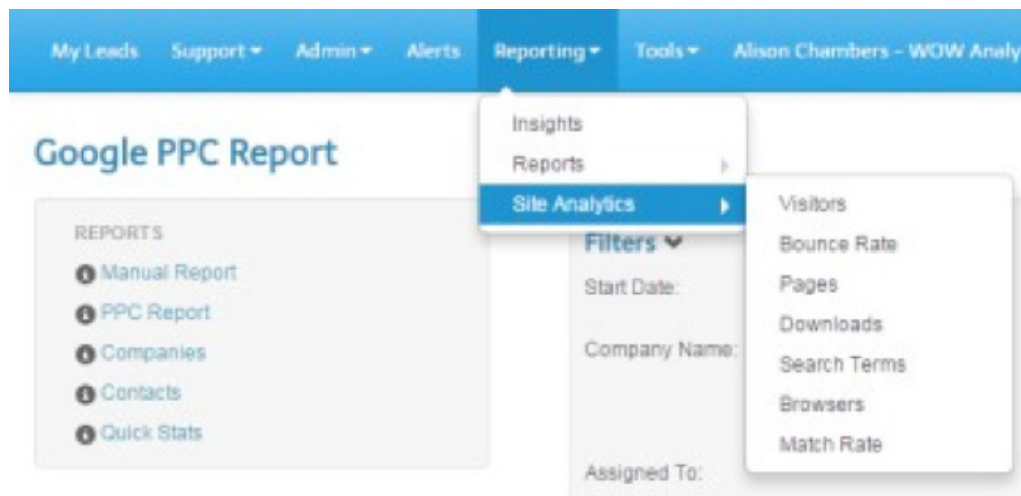 My Leads Support Admin Alerts Reporting Tools Alison Chambers – WOW Analy
Insights
Reports
Site Analytics
Visitors
Bounce Rate
Pages
Downloads
Search Terms
Browsers
Match Rate
Google PPC Report
REPORTS
Manual Report
PPC Report
Companies
Contacts
Quick Stats
Filters
Start Date:
Company Name:
Assigned To: